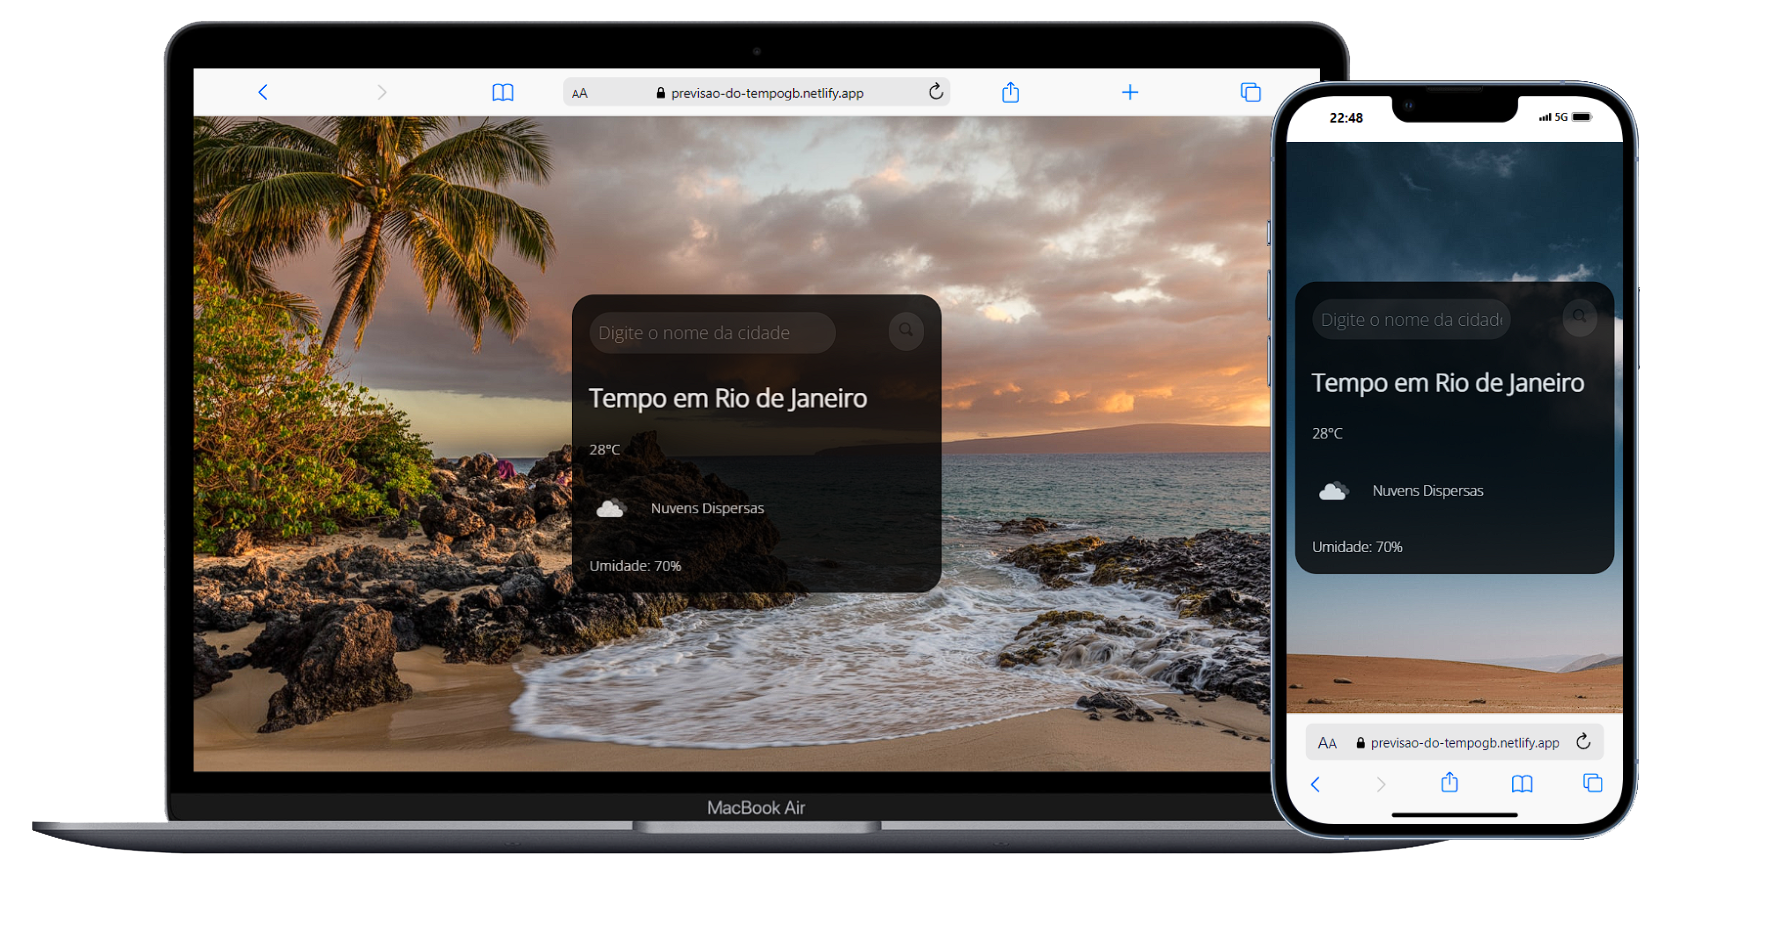 AA previsao-do-tempogb.netlify.app
Digite o nome da cidade
Tempo em Rio de Janeiro
28°C
Nuvens Dispersas
Umidade: 70%
MacBook Air
22:48
5G
Digite o nome da cidad
Tempo em Rio de Janeiro
28°C
Nuvens Dispersas
Umidade: 70%
AA previsao-do-tempogb.netlify.app